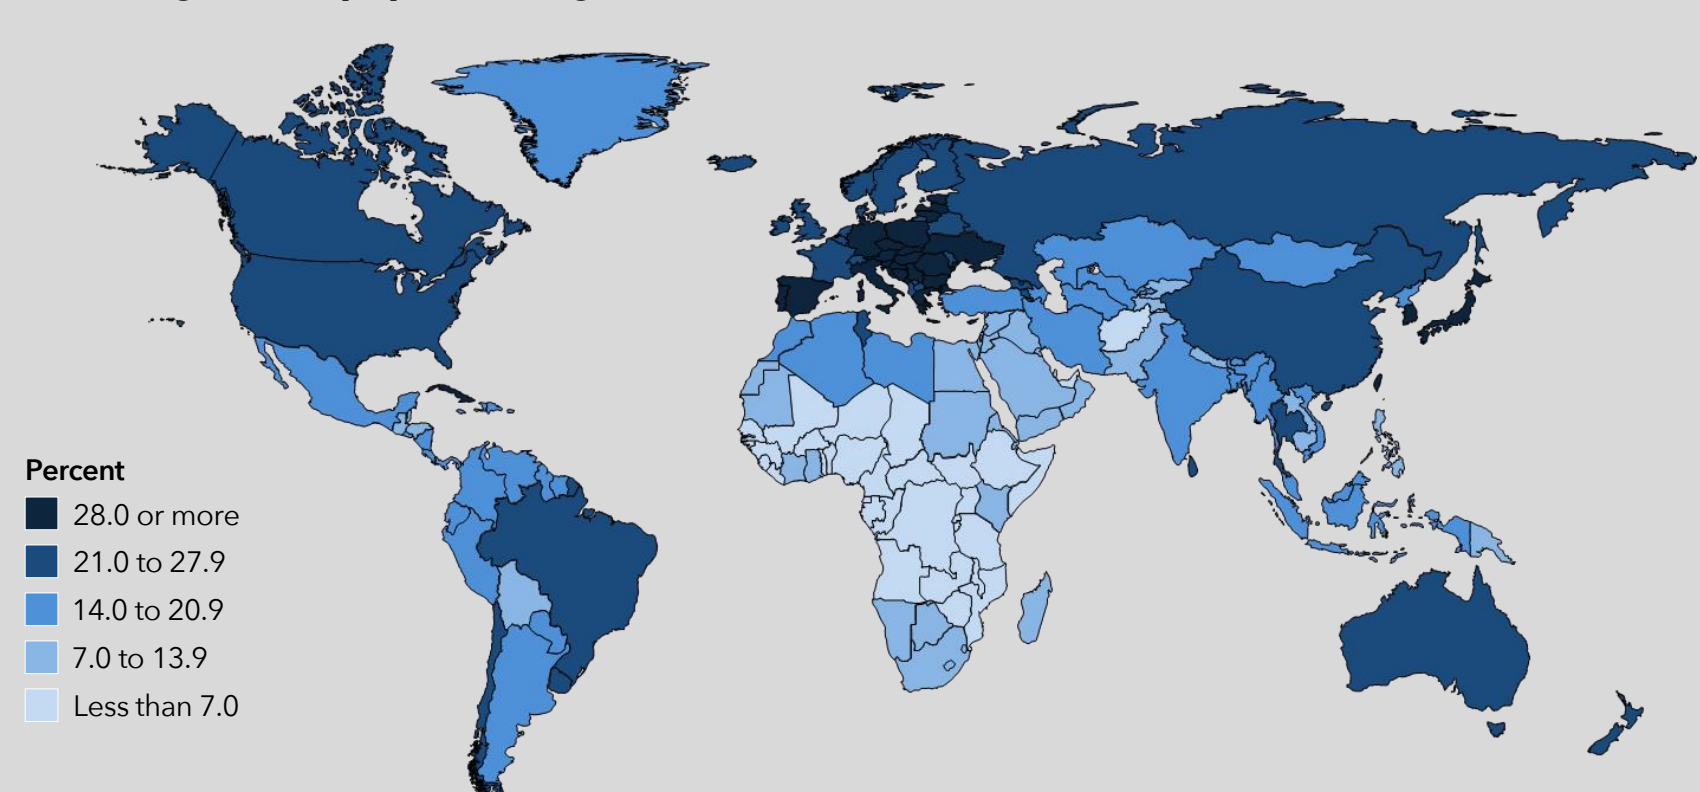 Percent
28.0 or more
21.0 to 27.9
14.0 to 20.9
7.0 to 13.9
Less than 7.0